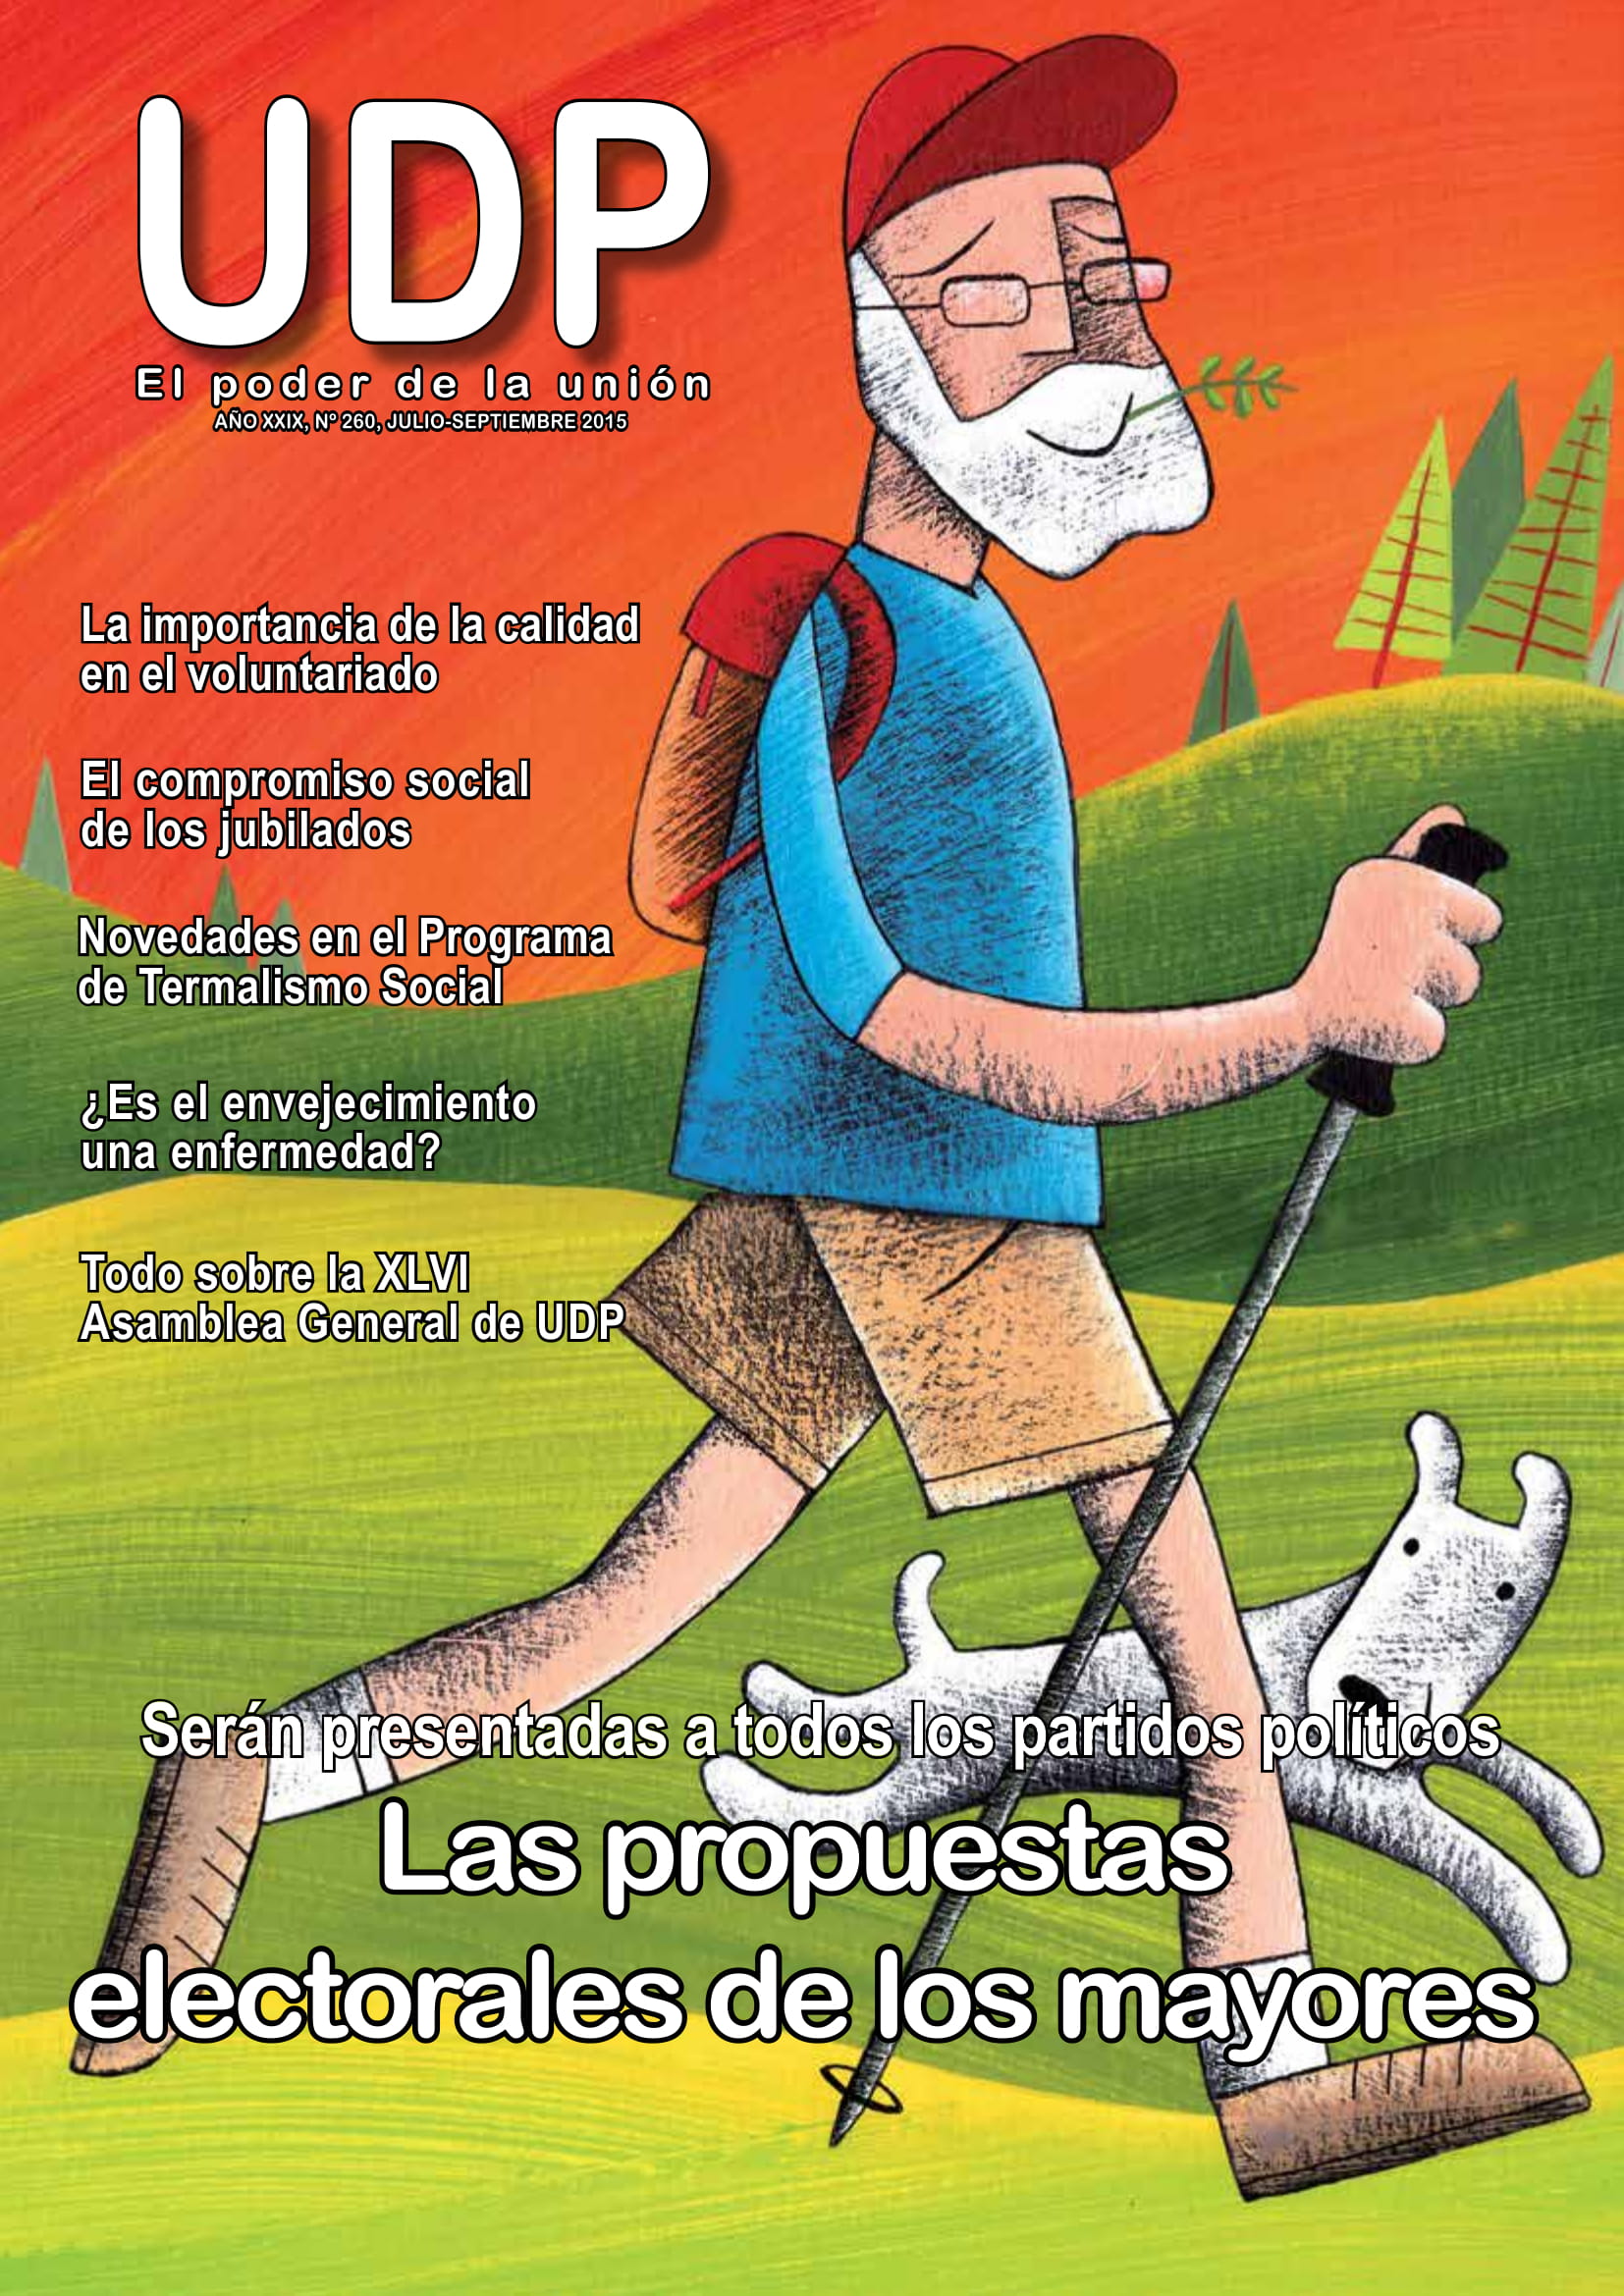 UDP
El poder de la unión
AÑO XXIX, Nº 260, JULIO-SEPTIEMBRE 2015
La importancia de la calidad
en el voluntariado
El compromiso social
de los jubilados
Novedades en el Programa
de Termalismo Social
¿Es el envejecimiento
una enfermedad?
Todo sobre la XLVI
Asamblea General de UDP
Serán presentadas a todos los partidos políticos
Las propuestas
electorales de los mayores